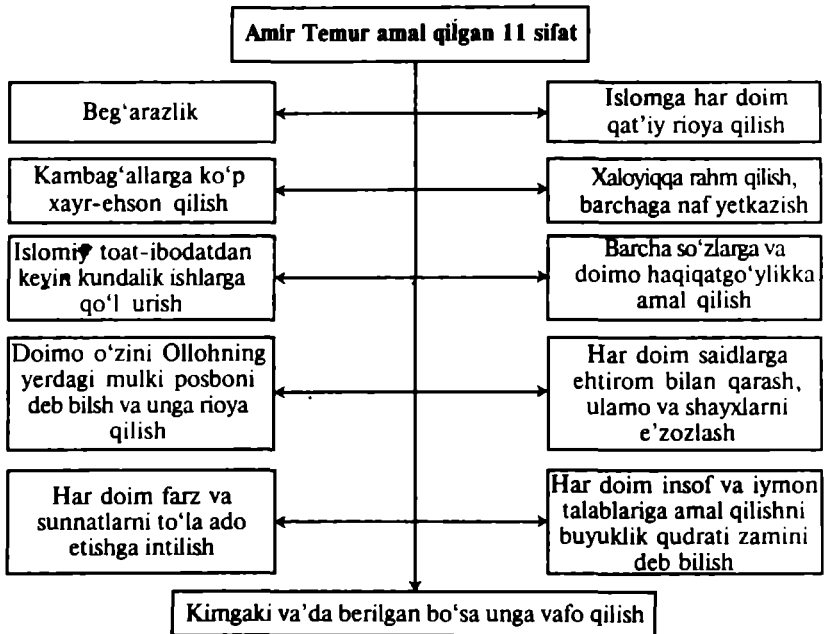 Amir Temur amal qilgan 11 sifat
Beg‘arazlik
Islomga har doim
qat’iy rioya qilish
Kambag‘allarga ko‘p
xayr-ehson qilish
Xaloyiqqa rahm qilish,
barchaga naf yetkazish
Islomiy toat-ibodatdan
keyin kundalik ishlarga
qo‘l urish
Barcha so‘zlarga va
doimo haqiqatgo‘ylikka
amal qilish
Doimo o‘zini Ollohning
yerdagi mulki posboni
deb bilsh va unga rioya
qilish
Har doim saidlarga
ehtirom bilan qarash,
ulamo va shayxlarni
e’zozlash
Har doim farz va
sunnatlarni to‘la ado
etishga intilish
Har doim insof va iymon
talablariga amal qilishni
buyuklik qudrati zamini
deb bilish
Kimgaki va’da berilgan bo‘lsa unga vafo qilish